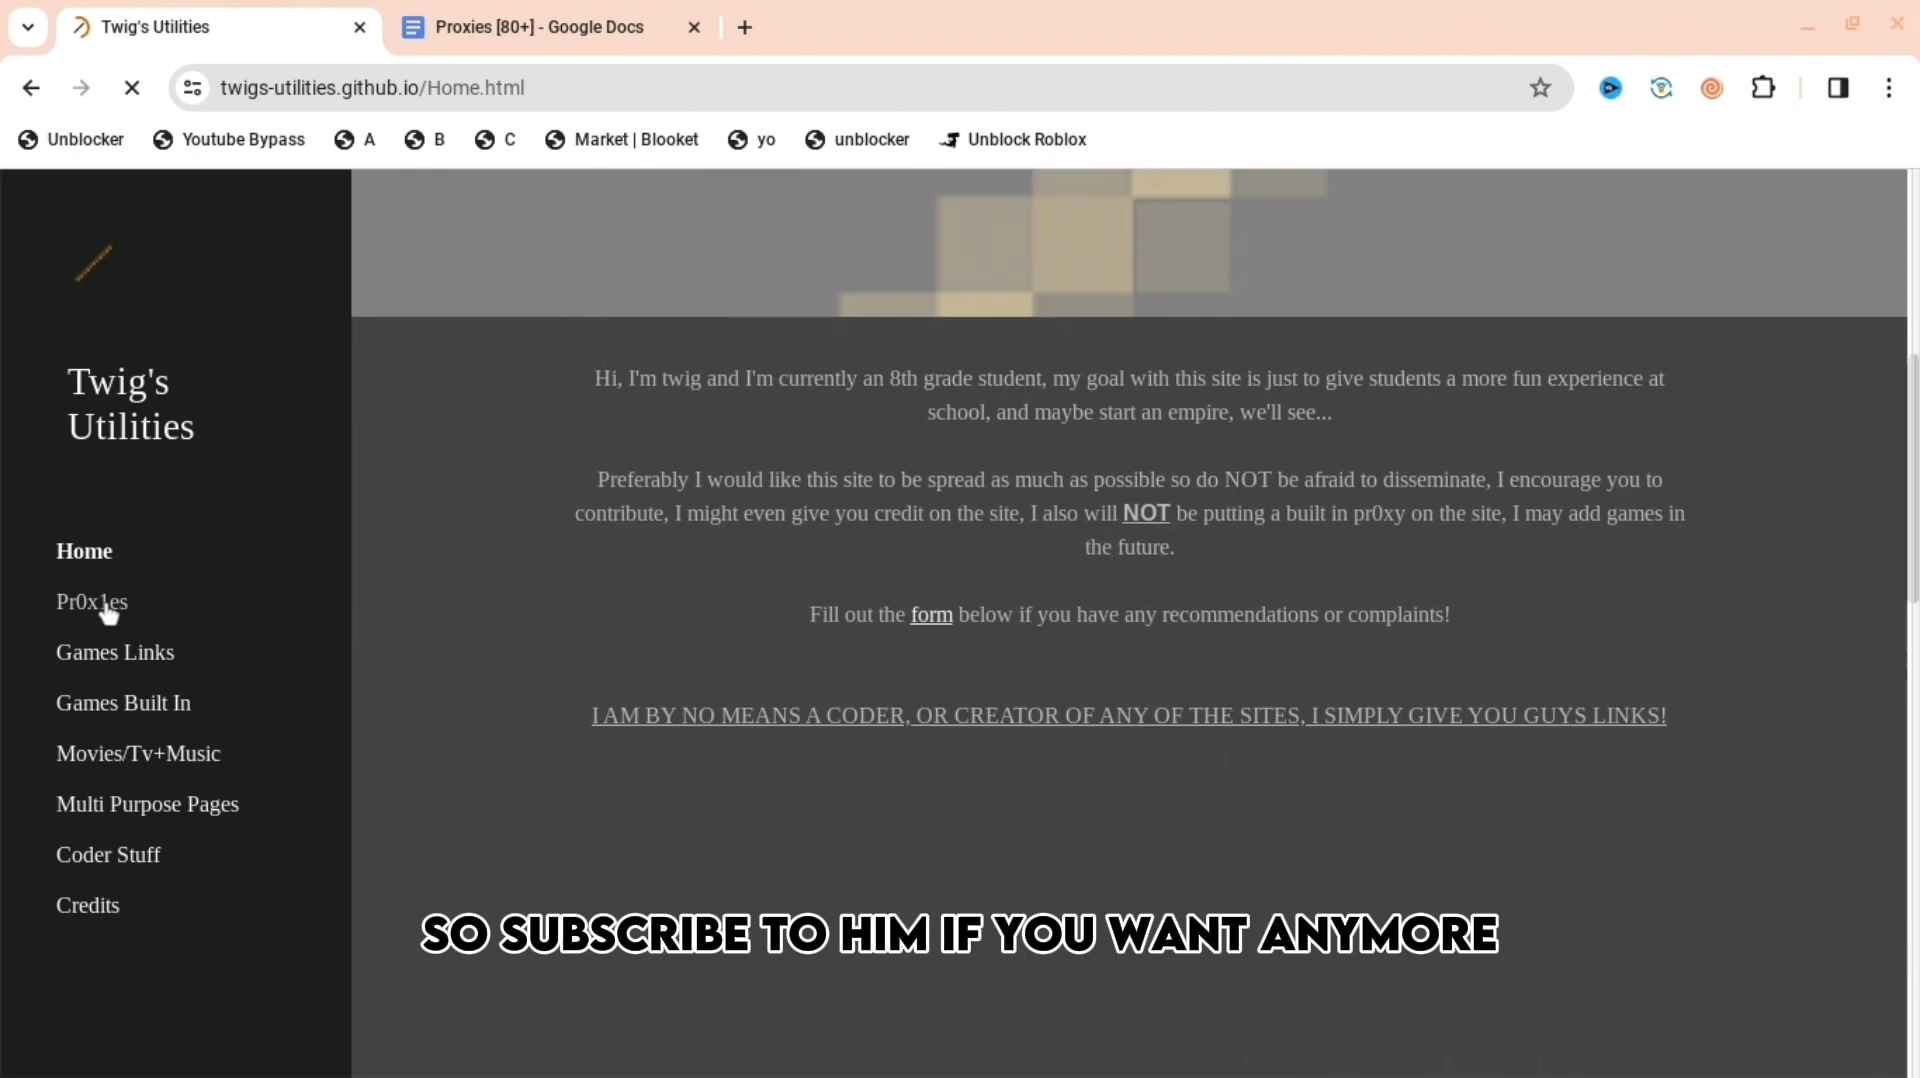 Twig's Utilities
Proxies [80+] - Google Docs
twigs-utilities.github.io/Home.html
Unblocker
Youtube Bypass
A
B
C
Market | Blooket
yo
unblocker
Unblock Roblox
Twig's
Utilities
Home
Pr0x1es
Games Links
Games Built In
Movies/Tv+Music
Multi Purpose Pages
Coder Stuff
Credits
Hi, I'm twig and I'm currently an 8th grade student, my goal with this site is just to give students a more fun experience at
school, and maybe start an empire, we'll see...
Preferably I would like this site to be spread as much as possible so do NOT be afraid to disseminate, I encourage you to
contribute, I might even give you credit on the site, I also will NOT be putting a built in pr0xy on the site, I may add games in
the future.
Fill out the form below if you have any recommendations or complaints!
I AM BY NO MEANS A CODER, OR CREATOR OF ANY OF THE SITES, I SIMPLY GIVE YOU GUYS LINKS!
SO SUBSCRIBE TO HIM IF YOU WANT ANYMORE